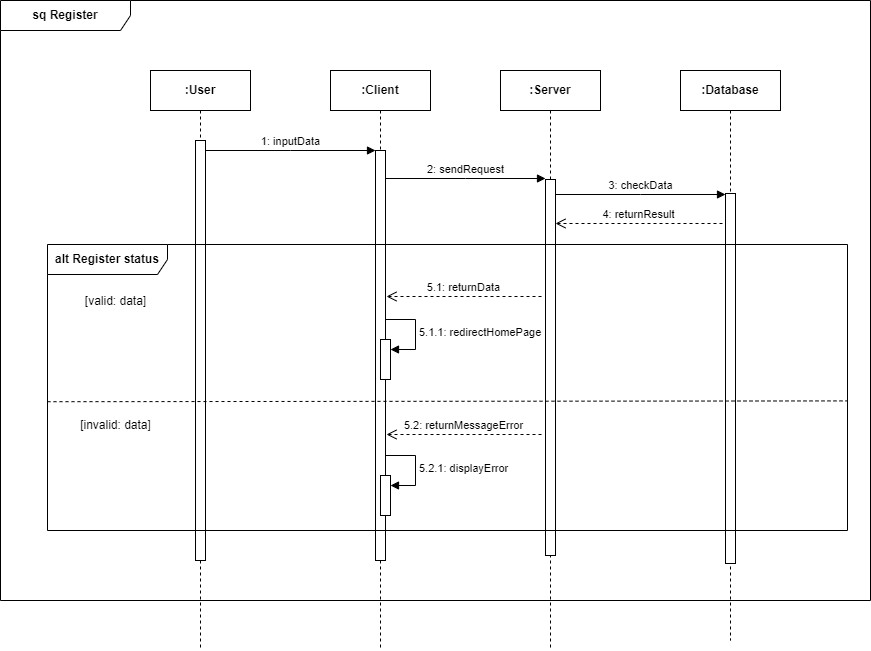 sq Register
:User
:Client
:Server
:Database
1: inputData
2: sendRequest
3: checkData
4: returnResult
alt Register status
5.1: returnData
[valid: data]
5.1.1: redirectHomePage
[invalid: data]
5.2: returnMessageError
5.2.1: displayError